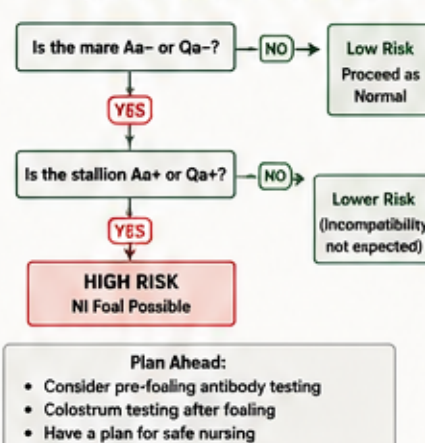 Is the mare Aa– or Qa–?
NO
Low Risk
Proceed as
Normal
YES
Is the stallion Aa+ or Qa+?
NO
Lower Risk
(Incompatibility
not expected)
YES
HIGH RISK
NI Foal Possible
Plan Ahead:
• Consider pre-foaling antibody testing
• Colostrum testing after foaling
• Have a plan for safe nursing